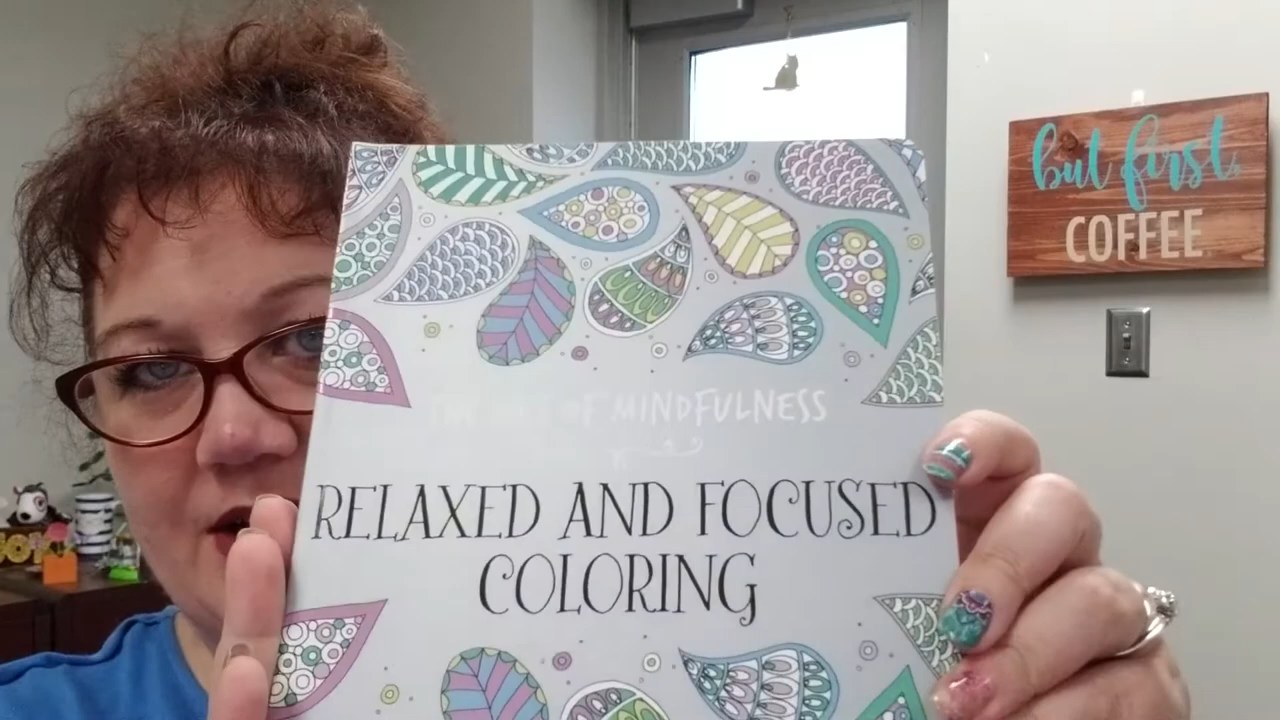 but first,
COFFEE
OF MINDFULNESS
RELAXED AND FOCUSED
COLORING